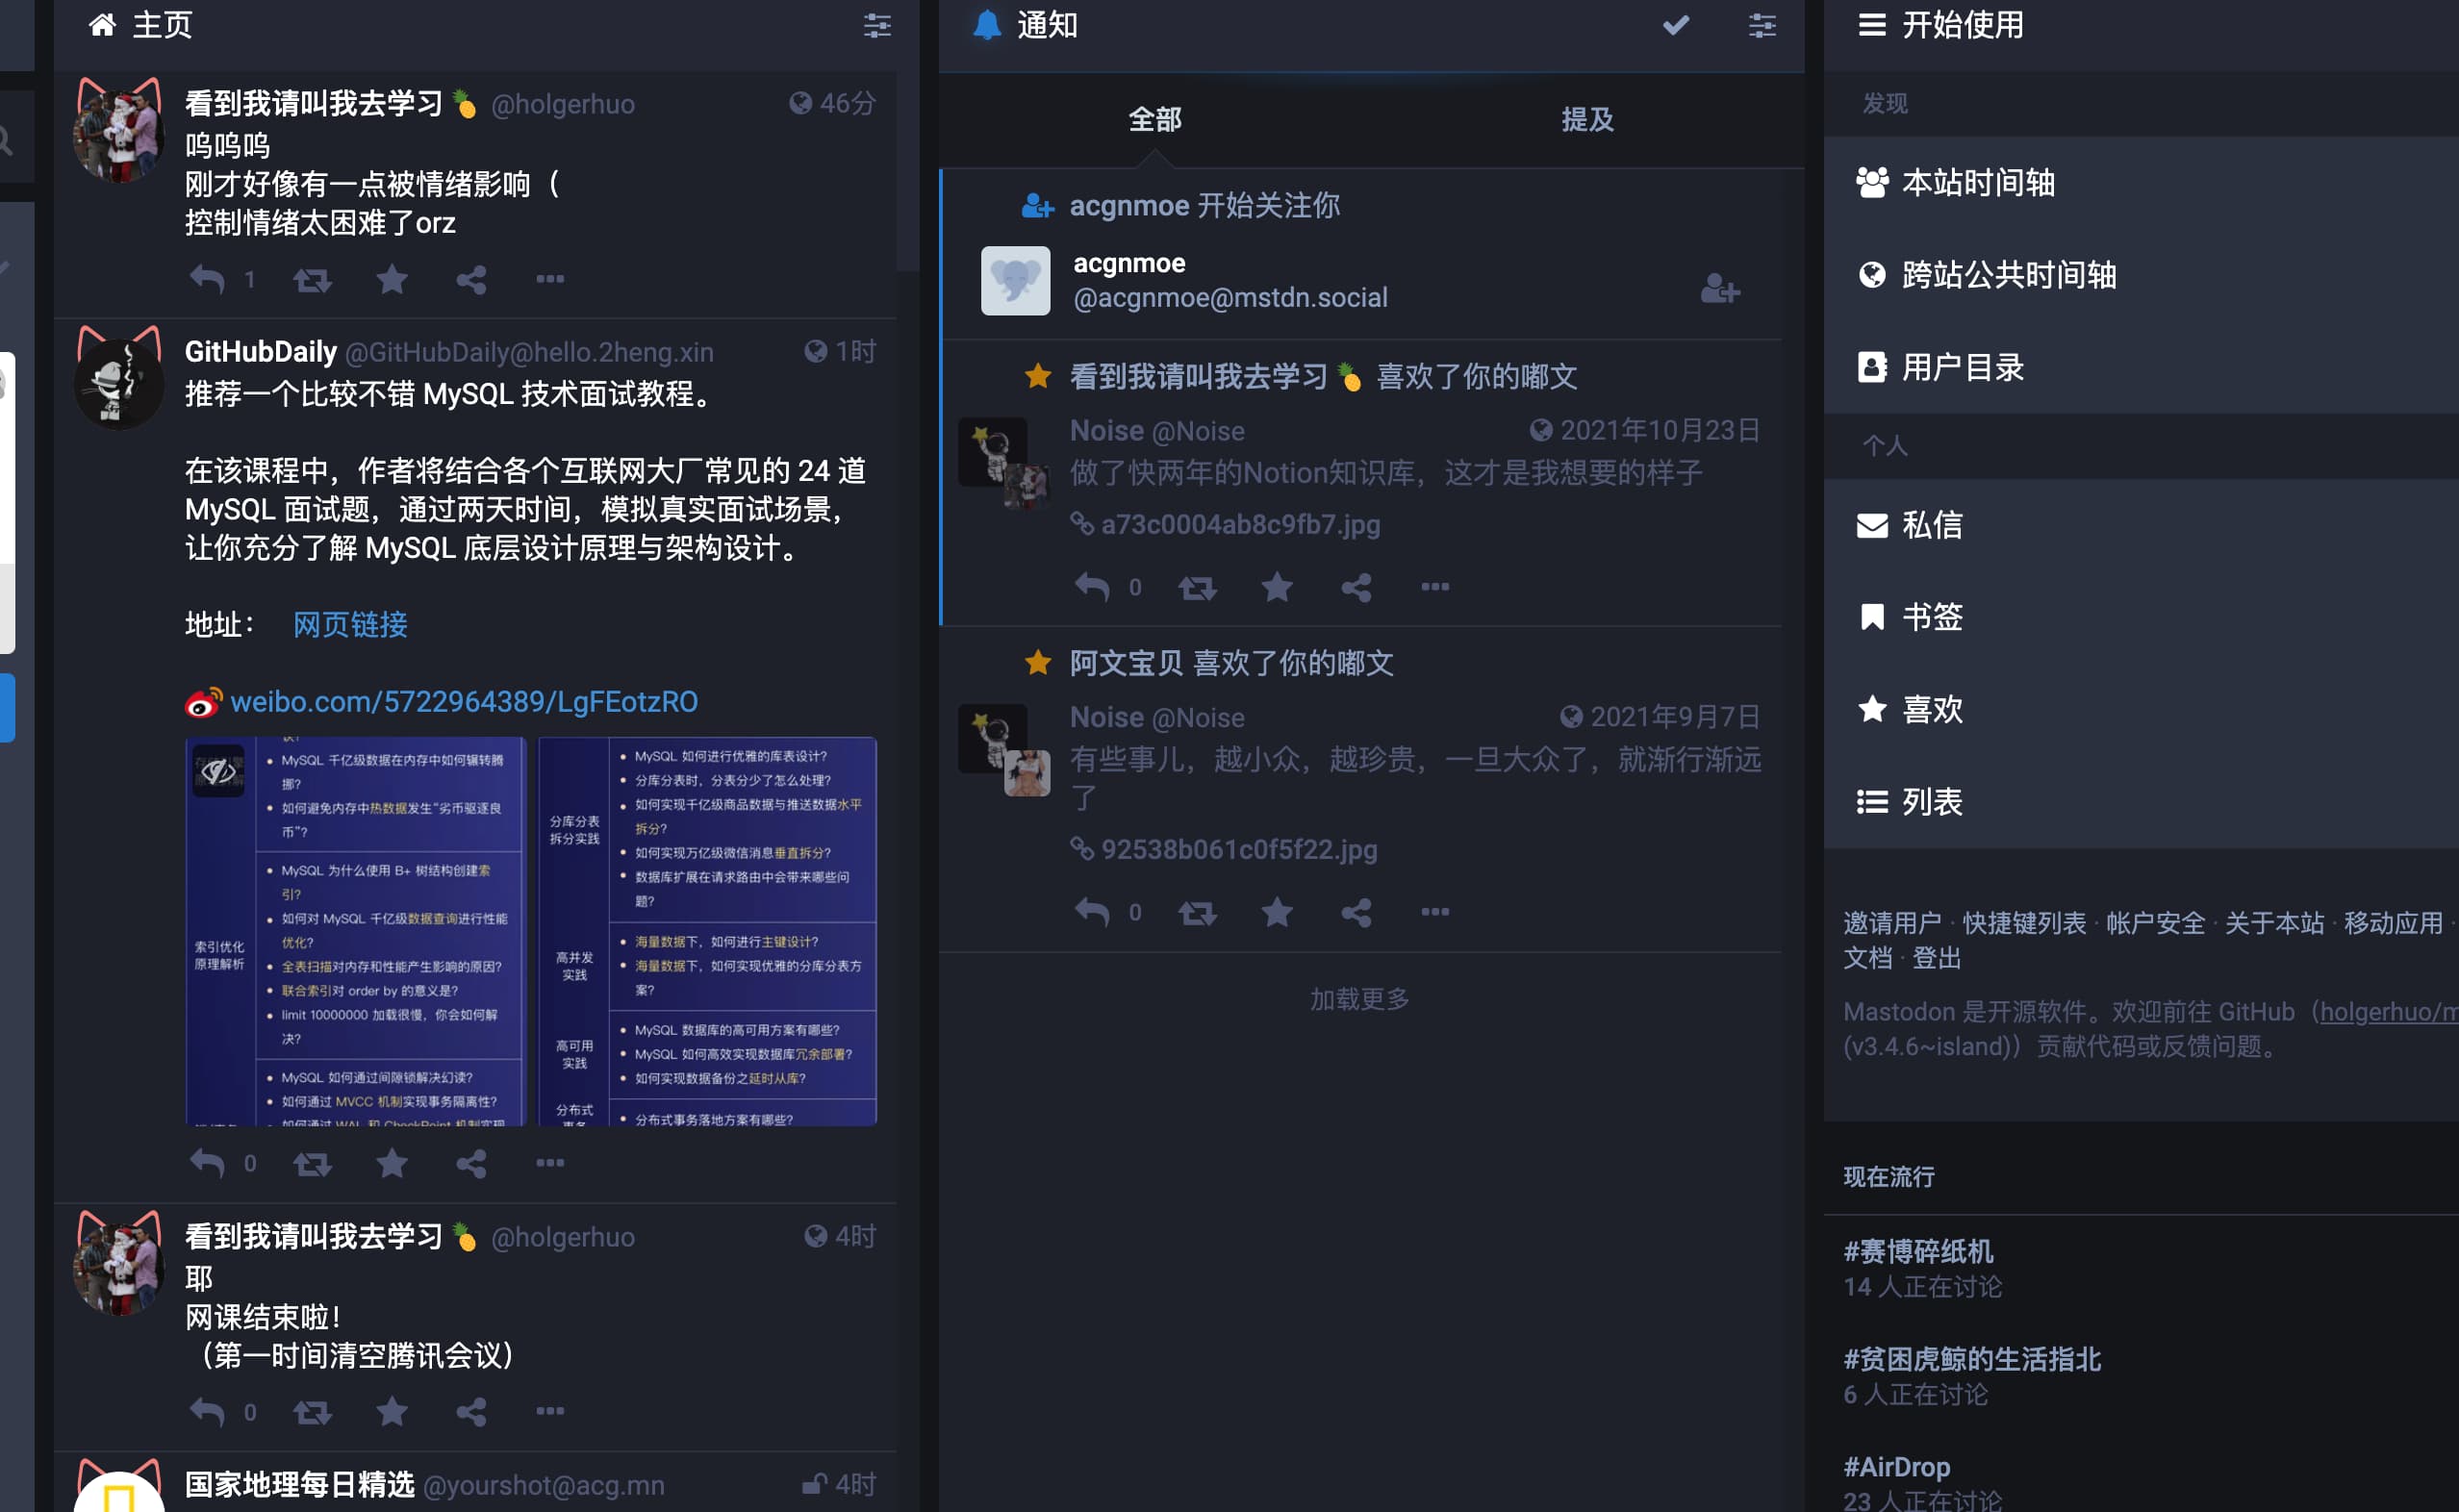 主页
看到我请叫我去学习🍍 @holgerhuo 46分
呜呜呜
刚才好像有一点被情绪影响（
控制情绪太困难了orz
1
GitHubDaily @GitHubDaily@hello.2heng.xin 1时
推荐一个比较不错 MySQL 技术面试教程。
在该课程中，作者将结合各个互联网大厂常见的 24 道
MySQL 面试题，通过两天时间，模拟真实面试场景，
让你充分了解 MySQL 底层设计原理与架构设计。
地址： 网页链接
weibo.com/5722964389/LgFEotzRO
MySQL 千亿级数据在内存中如何辗转腾
挪？
如何避免内存中热数据发生“劣币驱逐良
币”？
索引优化
原理解析
MySQL 为什么使用 B+ 树结构创建索
引？
如何对 MySQL 千亿级数据查询进行性能
优化？
全表扫描对内存和性能产生影响的原因？
联合索引对 order by 的意义是？
limit 10000000 加载很慢，你会如何解
决？
MySQL 如何通过间隙锁解决幻读？
如何通过 MVCC 机制实现事务隔离性？
如何通过 WAL 和 CheckPoint 机制实现
分库分表
拆分实践
MySQL 如何进行优雅的库表设计？
分库分表时，分表分少了怎么处理？
如何实现千亿级商品数据与推送数据水平
拆分？
如何实现万亿级微信消息垂直拆分？
数据库扩展在请求路由中会带来哪些问
题？
高并发
实践
海量数据下，如何进行主键设计？
海量数据下，如何实现优雅的分库分表方
案？
高可用
实践
MySQL 数据库的高可用方案有哪些？
MySQL 如何高效实现数据库冗余部署？
如何实现数据备份之延时从库？
分布式
分布式事务落地方案有哪些？
0
看到我请叫我去学习🍍 @holgerhuo 4时
耶
网课结束啦！
（第一时间清空腾讯会议）
0
国家地理每日精选 @yourshot@acg.mn 4时
通知
全部 提及
acgnmoe 开始关注你
acgnmoe
@acgnmoe@mstdn.social
看到我请叫我去学习🍍 喜欢了你的嘟文
Noise @Noise 2021年10月23日
做了快两年的Notion知识库，这才是我想要的样子
a73c0004ab8c9fb7.jpg
0
阿文宝贝 喜欢了你的嘟文
Noise @Noise 2021年9月7日
有些事儿，越小众，越珍贵，一旦大众了，就渐行渐远
了
92538b061c0f5f22.jpg
0
加载更多
开始使用
发现
本站时间轴
跨站公共时间轴
用户目录
个人
私信
书签
喜欢
列表
邀请用户 · 快捷键列表 · 帐户安全 · 关于本站 · 移动应用 ·
文档 · 登出
Mastodon 是开源软件。欢迎前往 GitHub（holgerhuo/m
(v3.4.6~island)）贡献代码或反馈问题。
现在流行
#赛博碎纸机
14 人正在讨论
#贫困虎鲸的生活指北
6 人正在讨论
#AirDrop
23 人正在讨论